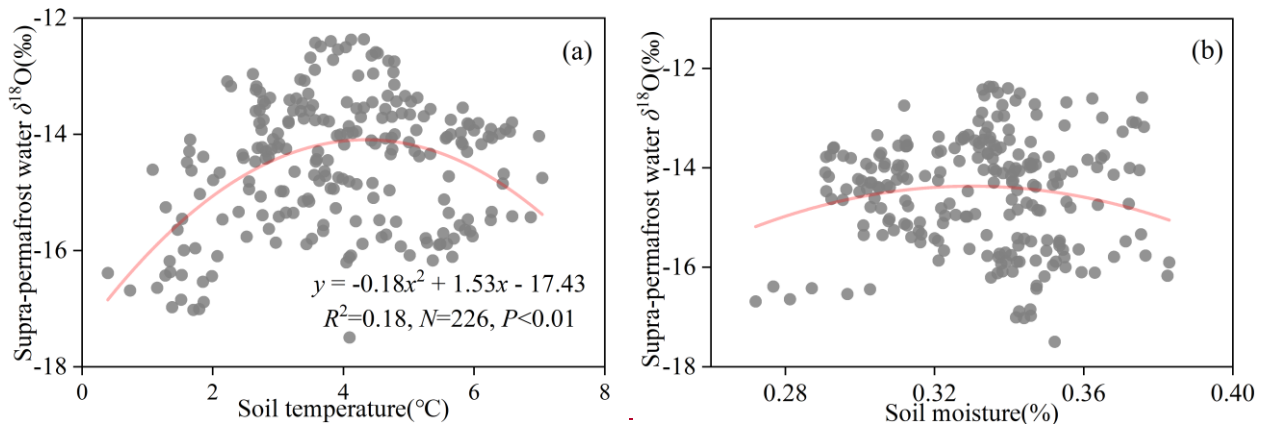 Supra-permafrost water δ¹⁸O(‰)
-12
-14
-16
-18
(a)
y = -0.18x² + 1.53x - 17.43
R²=0.18, N=226, P<0.01
0 2 4 6 8
Soil temperature(℃)
Supra-permafrost water δ¹⁸O(‰)
-12
-14
-16
-18
(b)
0.28 0.32 0.36 0.40
Soil moisture(%)